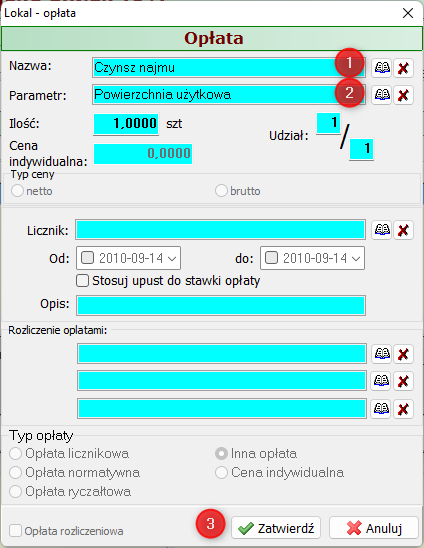 Lokal - opłata
Opłata
Nazwa: Czynsz najmu 1
Parametr: Powierzchnia użytkowa 2
Ilość: 1,0000 szt Udział: 1 / 1
Cena indywidualna: 0,0000
Typ ceny
netto brutto
Licznik:
Od: 2010-09-14 do: 2010-09-14
Stosuj upust do stawki opłaty
Opis:
Rozliczenie opłatami:
Typ opłaty
Opłata licznikowa Inna opłata
Opłata normatywna Cena indywidualna
Opłata ryczałtowa
Opłata rozliczeniowa 3 Zatwierdź Anuluj